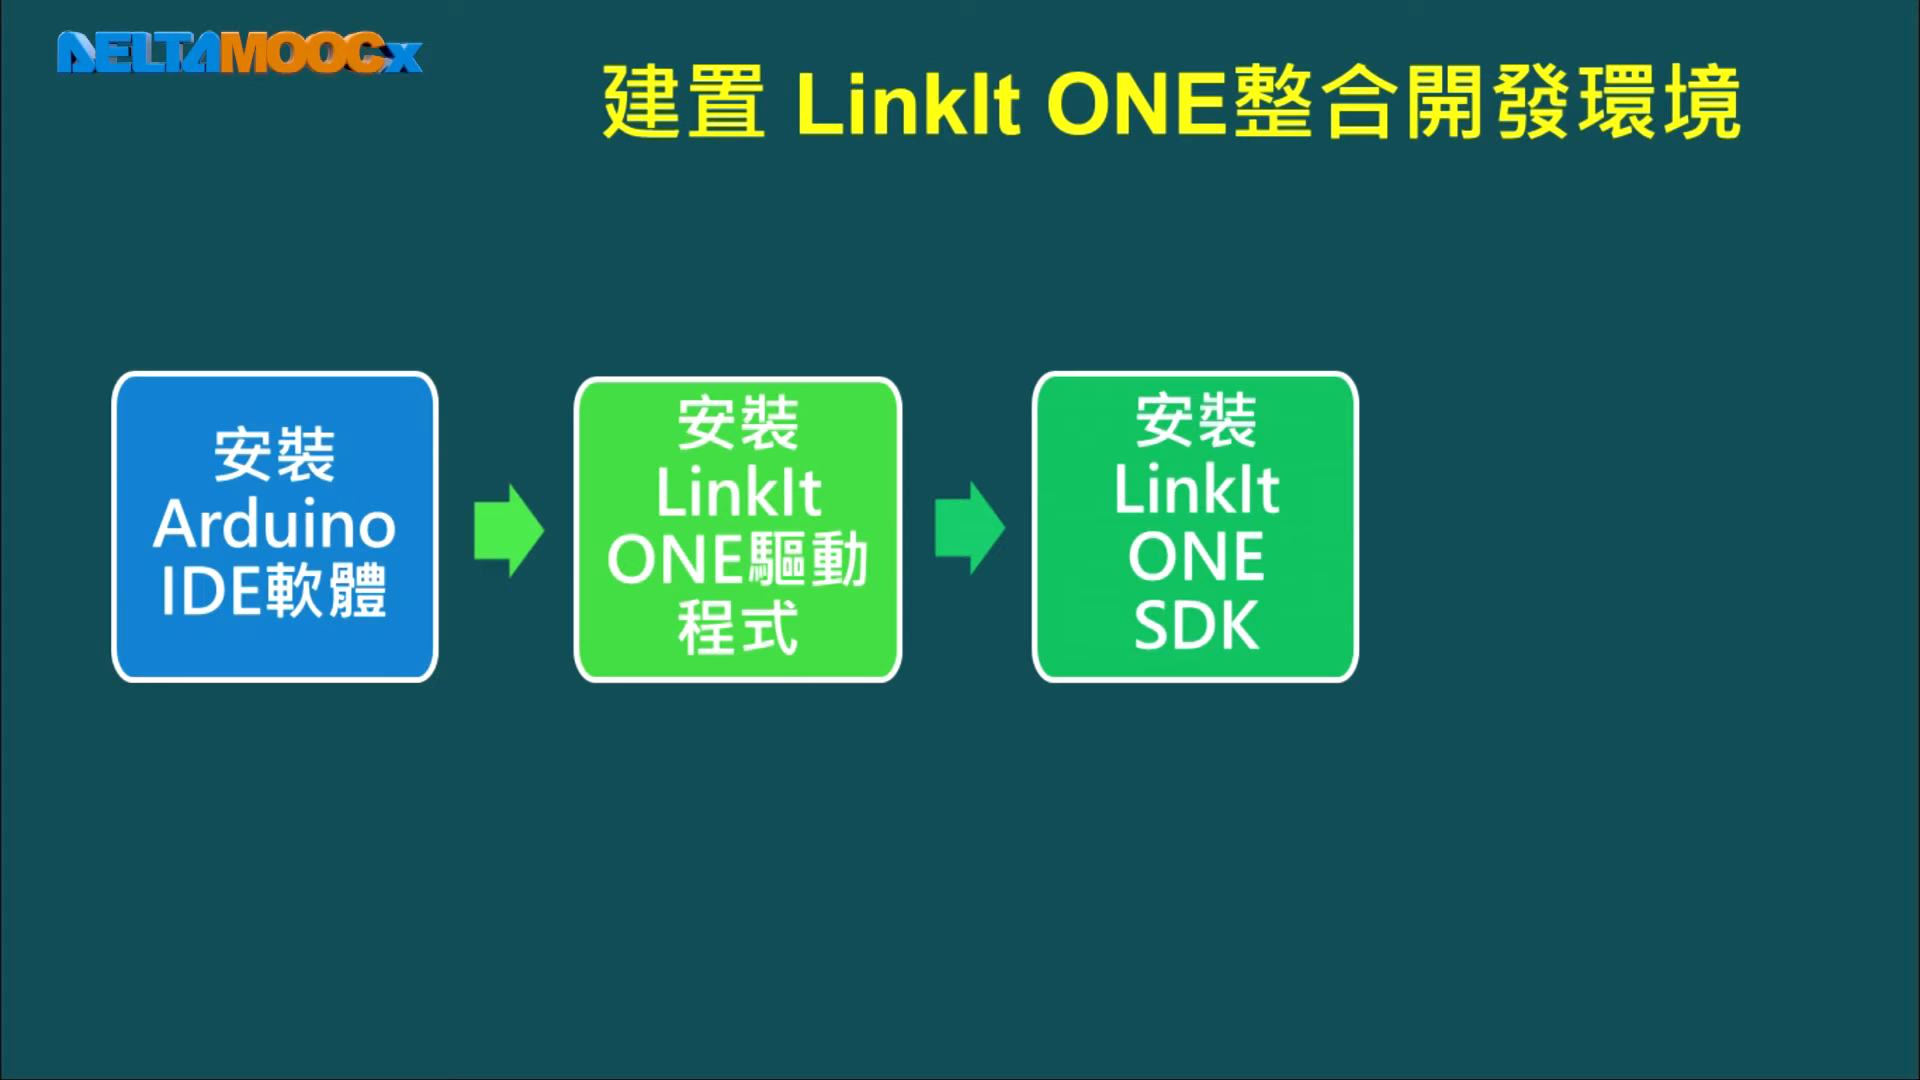 DELTAMOOCx
建置 LinkIt ONE整合開發環境
安裝
Arduino
IDE軟體
安裝
LinkIt
ONE驅動
程式
安裝
LinkIt
ONE
SDK